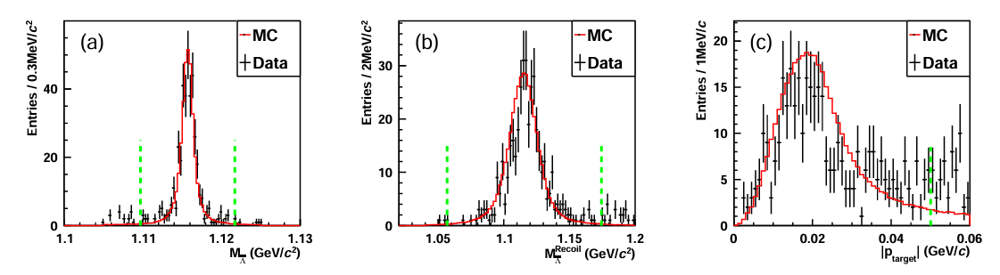 (a)
MC
Data
Entries / 0.3MeV/c²
40
20
0
1.1 1.11 1.12 1.13
M_Λ̅ (GeV/c²)
(b)
MC
Data
Entries / 2MeV/c²
30
20
10
0
1.05 1.1 1.15 1.2
M_Λ̅^Recoil (GeV/c²)
(c)
MC
Data
Entries / 1MeV/c
20
15
10
5
0
0 0.02 0.04 0.06
|p_target| (GeV/c)